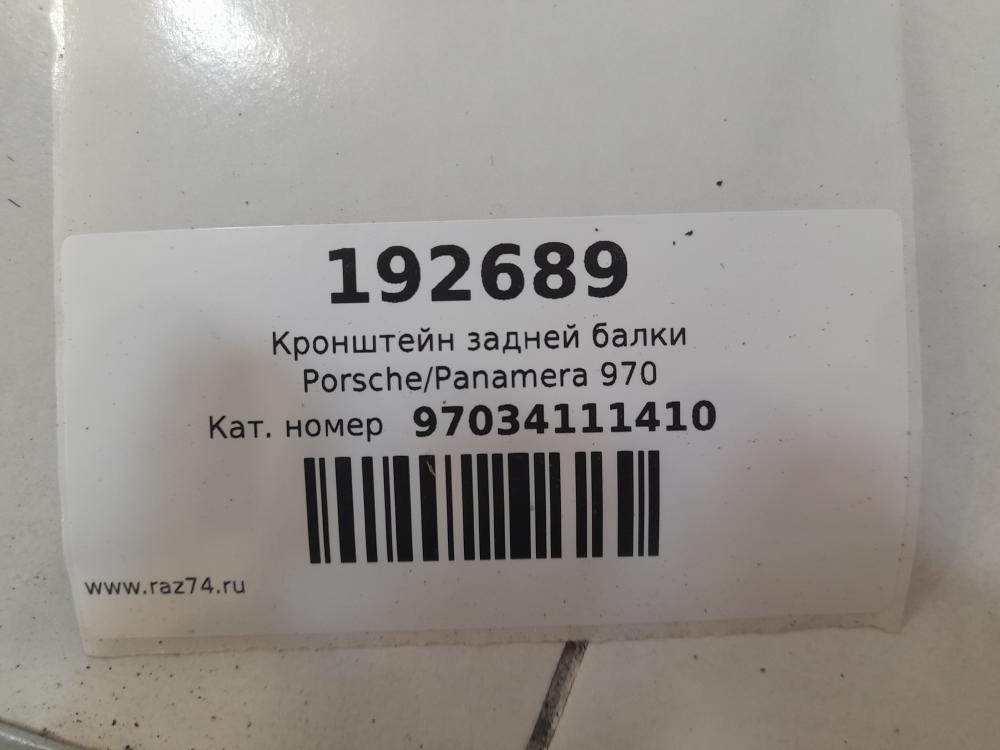 192689
Кронштейн задней балки
Porsche/Panamera 970
Кат. номер 97034111410
www.raz74.ru